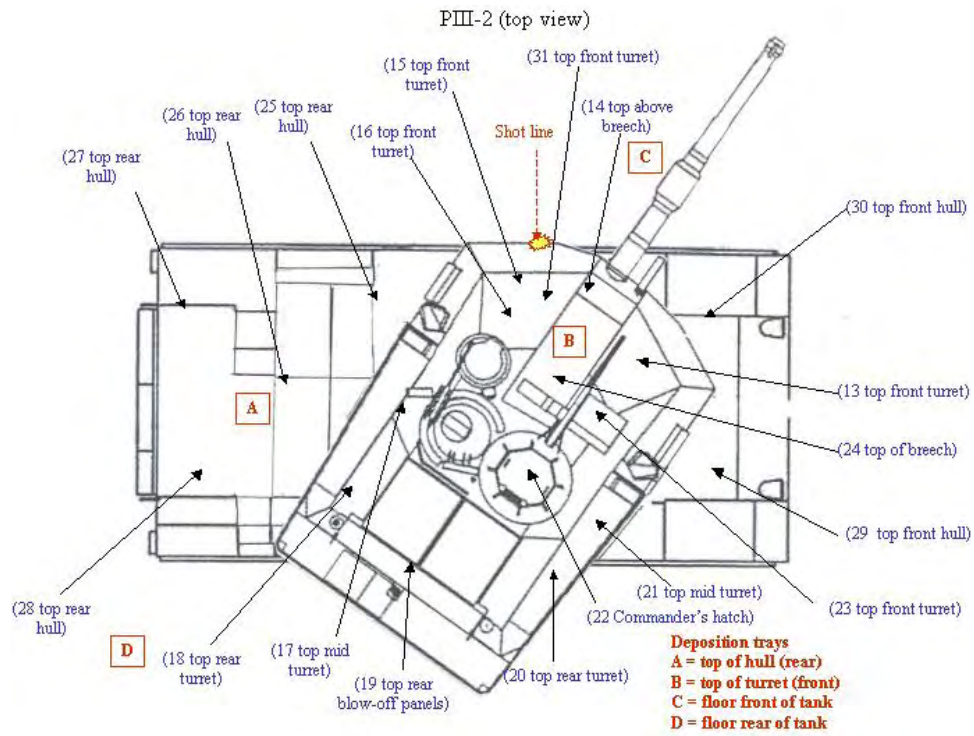 PIII-2 (top view)
(15 top front
turret)
(31 top front turret)
(25 top rear
hull)
(26 top rear
hull)
(16 top front
turret)
Shot line
(14 top above
breech)
C
(27 top rear
hull)
(30 top front hull)
B
(13 top front turret)
A
(24 top of breech)
(29  top front hull)
(28 top rear
hull)
(21 top mid turret)
(22 Commander's hatch)
(23 top front turret)
D
(18 top rear
turret)
(17 top mid
turret)
(19 top rear
blow-off panels)
(20 top rear turret)
Deposition trays
A = top of hull (rear)
B = top of turret (front)
C = floor front of tank
D = floor rear of tank